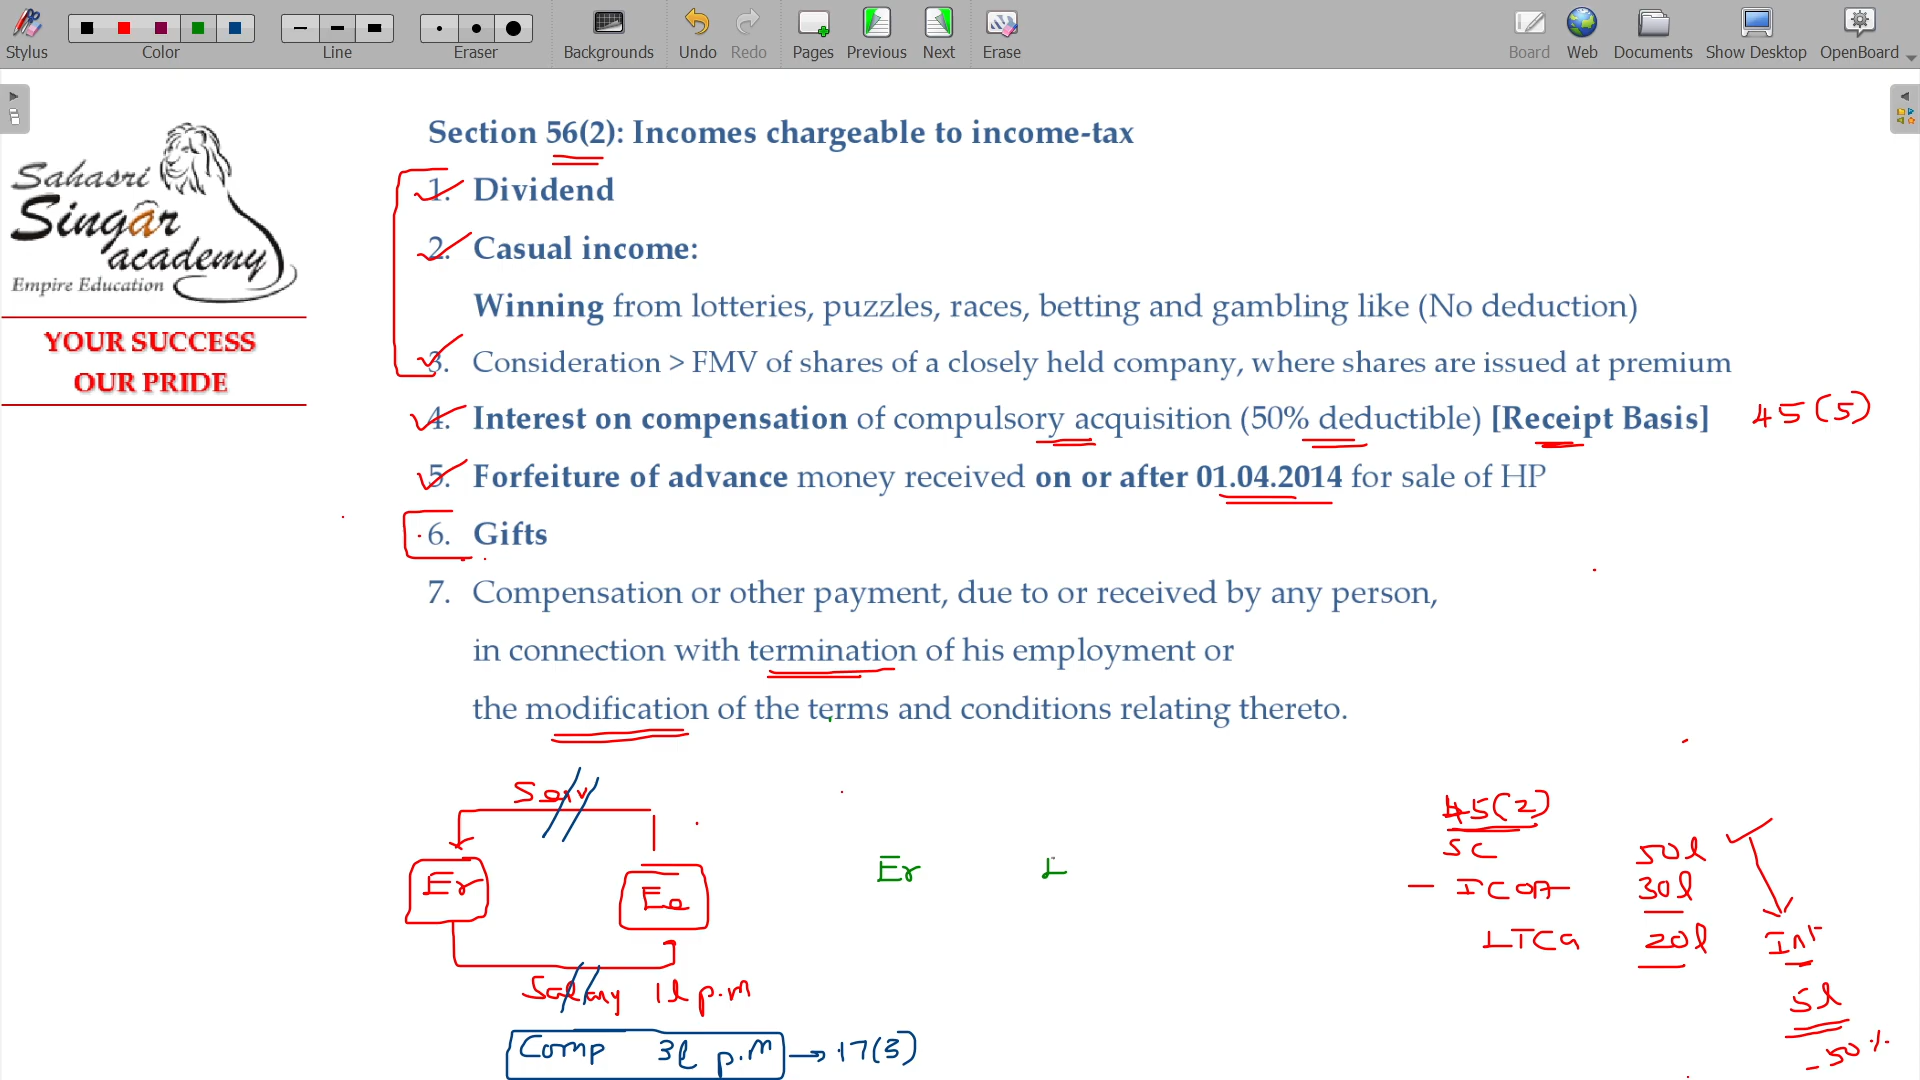 Stylus
Color
Line
Eraser
Backgrounds
Undo
Redo
Pages
Previous
Next
Erase
Board
Web
Documents
Show Desktop
OpenBoard
Sahasri
Singar
academy
Empire Education
YOUR SUCCESS
OUR PRIDE
Section 56(2): Incomes chargeable to income-tax
1. Dividend
2. Casual income:
Winning from lotteries, puzzles, races, betting and gambling like (No deduction)
3. Consideration > FMV of shares of a closely held company, where shares are issued at premium
4. Interest on compensation of compulsory acquisition (50% deductible) [Receipt Basis] 45(5)
5. Forfeiture of advance money received on or after 01.04.2014 for sale of HP
6. Gifts
7. Compensation or other payment, due to or received by any person,
in connection with termination of his employment or
the modification of the terms and conditions relating thereto.
Serv
Er
Ee
Salary 1l p.m
Comp 3l p.m → 17(3)
Er
45(2)
SC 50l
- ICOA 30l
LTCG 20l
Int
5l
- 50%